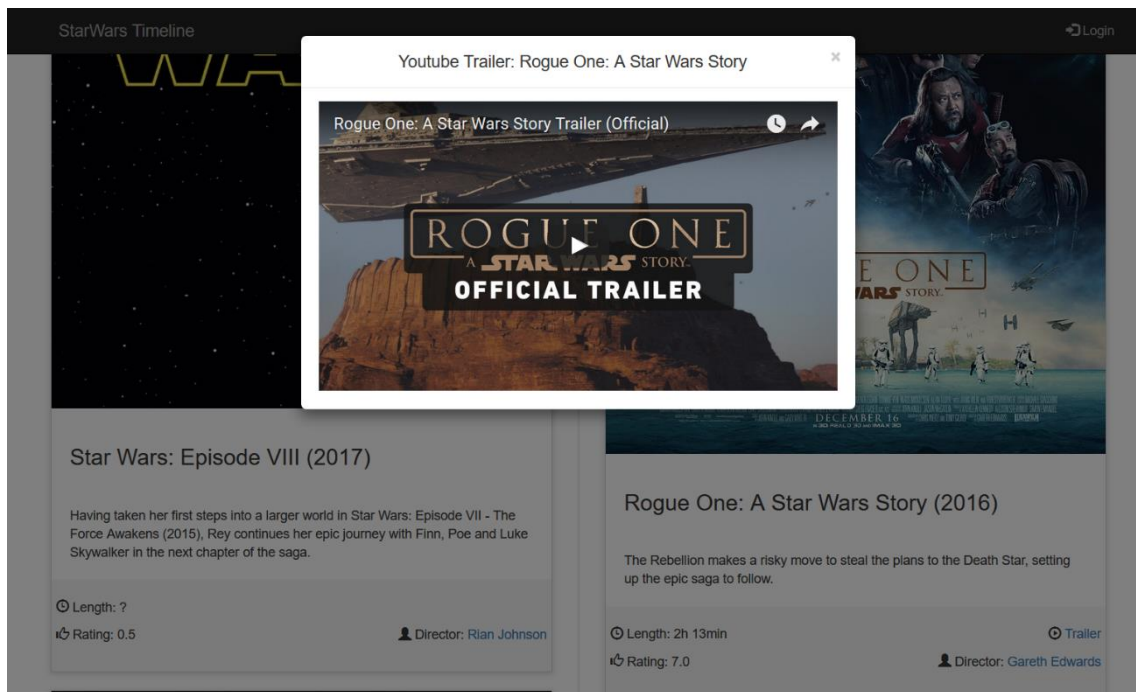 StarWars Timeline
Login
Youtube Trailer: Rogue One: A Star Wars Story
×
Rogue One: A Star Wars Story Trailer (Official)
ROGUE ONE
A STAR WARS STORY
OFFICIAL TRAILER
E ONE
WARS STORY
DECEMBER 16
Star Wars: Episode VIII (2017)
Having taken her first steps into a larger world in Star Wars: Episode VII - The
Force Awakens (2015), Rey continues her epic journey with Finn, Poe and Luke
Skywalker in the next chapter of the saga.
Length: ?
Rating: 0.5
Director: Rian Johnson
Rogue One: A Star Wars Story (2016)
The Rebellion makes a risky move to steal the plans to the Death Star, setting
up the epic saga to follow.
Length: 2h 13min
Trailer
Rating: 7.0
Director: Gareth Edwards